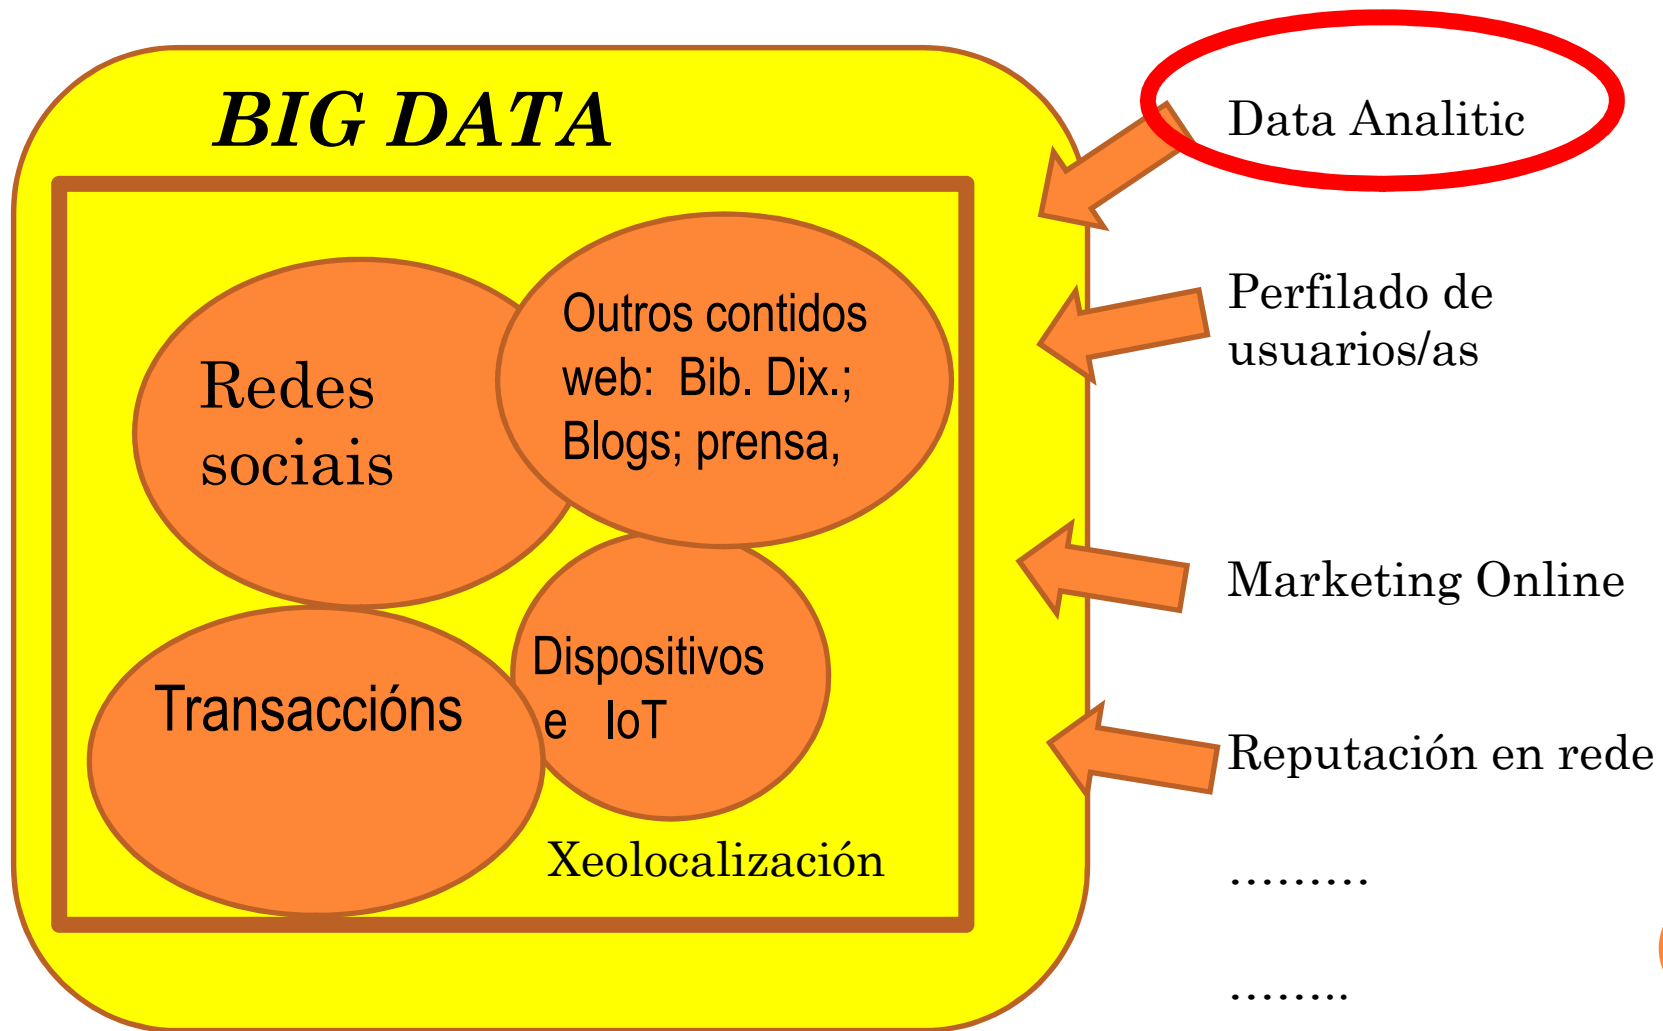 BIG DATA
Redes
sociais
Outros contidos
web: Bib. Dix.;
Blogs; prensa,
Transaccións
Dispositivos
e IoT
Xeolocalización
Data Analitic
Perfilado de
usuarios/as
Marketing Online
Reputación en rede
.........
........